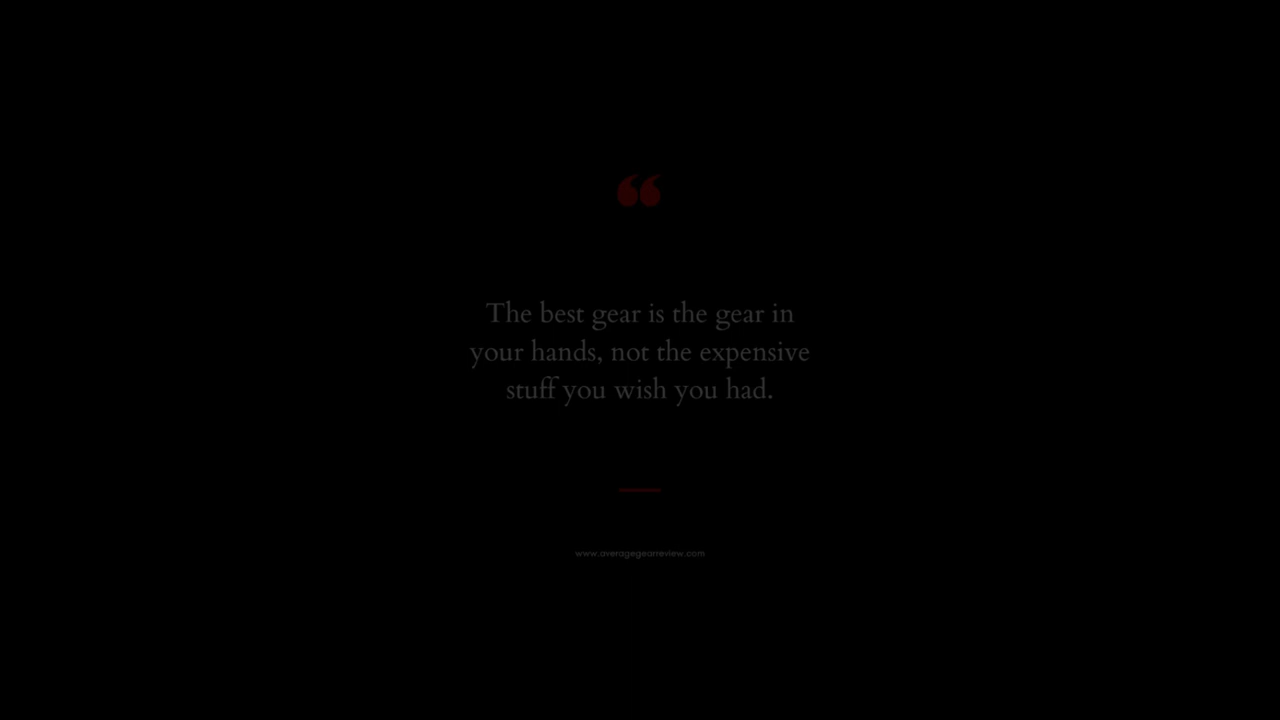 ❝
The best gear is the gear in
your hands, not the expensive
stuff you wish you had.
www.averagegearreview.com